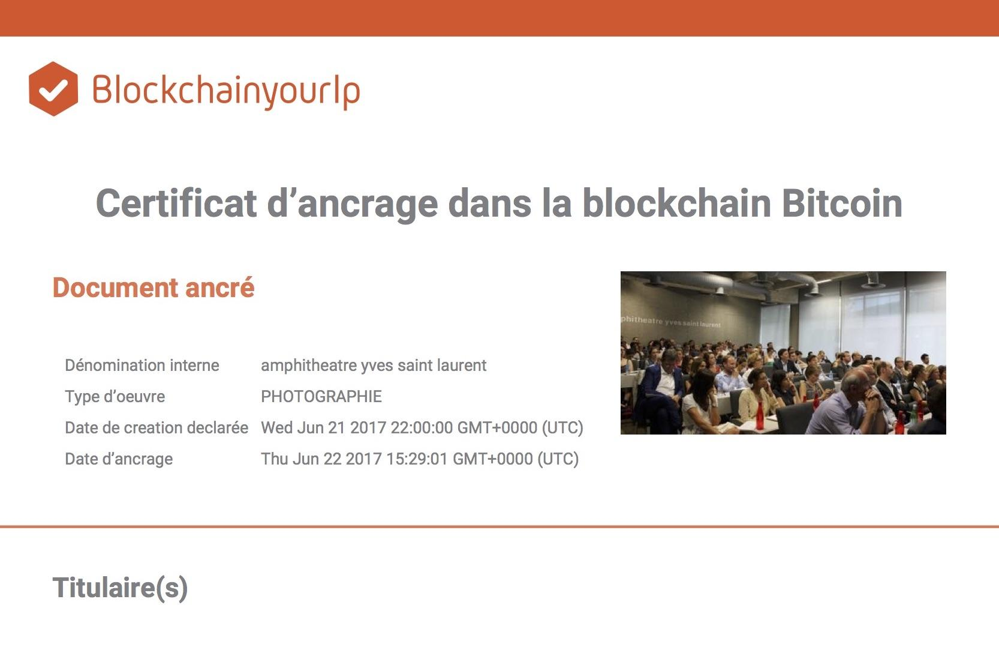 BlockchainyourIp
Certificat d’ancrage dans la blockchain Bitcoin
Document ancré
phitheatre yves saint laurent
Dénomination interne amphitheatre yves saint laurent
Type d’oeuvre PHOTOGRAPHIE
Date de creation declarée Wed Jun 21 2017 22:00:00 GMT+0000 (UTC)
Date d’ancrage Thu Jun 22 2017 15:29:01 GMT+0000 (UTC)
Titulaire(s)